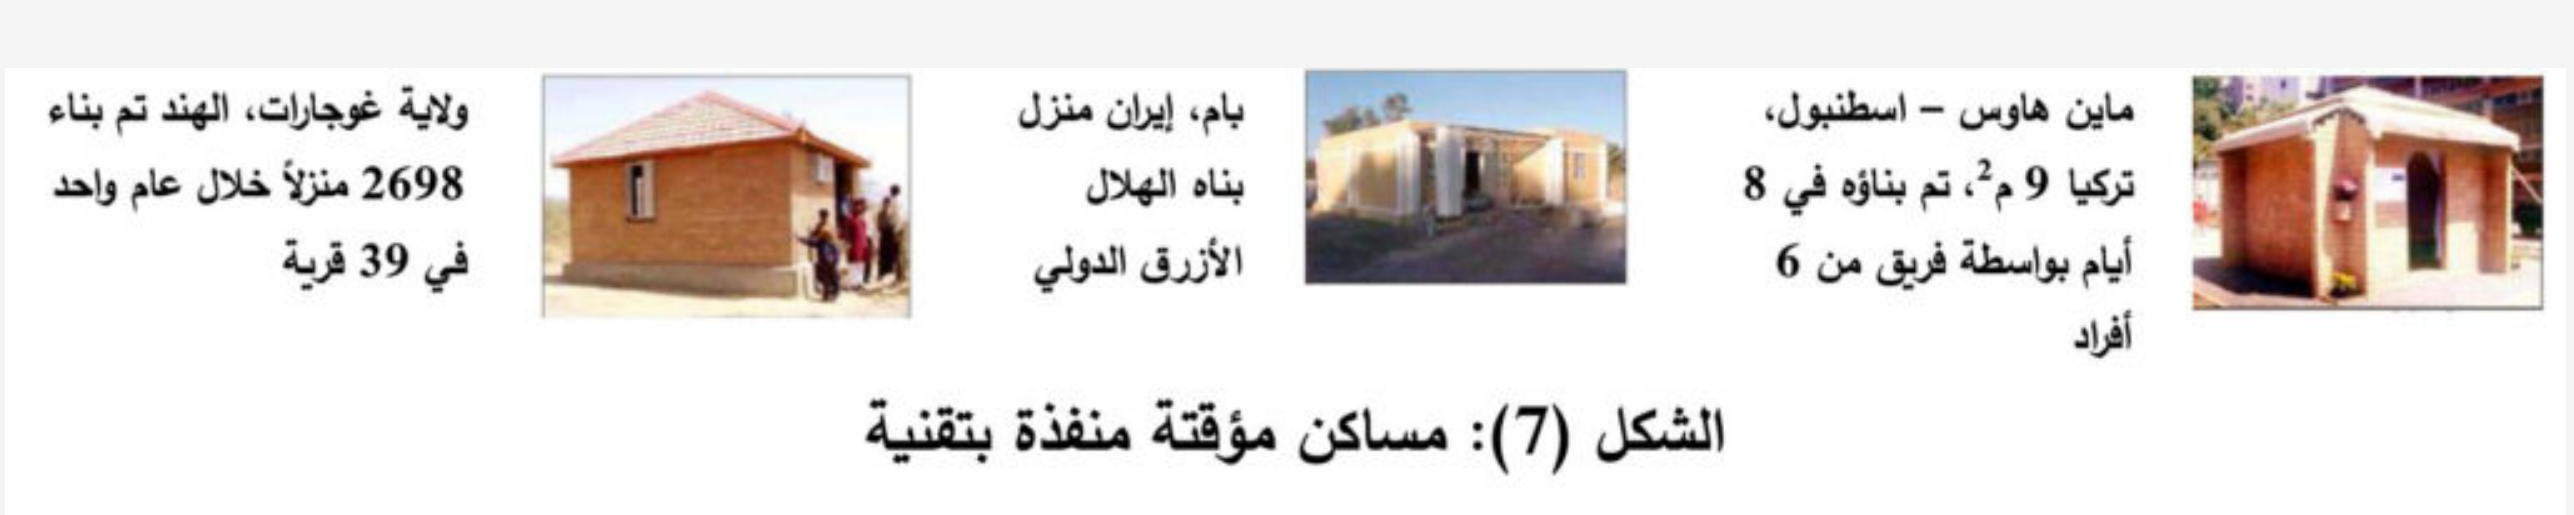 ماين هاوس – اسطنبول،
تركيا 9 م²، تم بناؤه في 8
أيام بواسطة فريق من 6
أفراد
بام، إيران منزل
بناه الهلال
الأزرق الدولي
ولاية غوجارات، الهند تم بناء
2698 منزلاً خلال عام واحد
في 39 قرية
الشكل (7): مساكن مؤقتة منفذة بتقنية